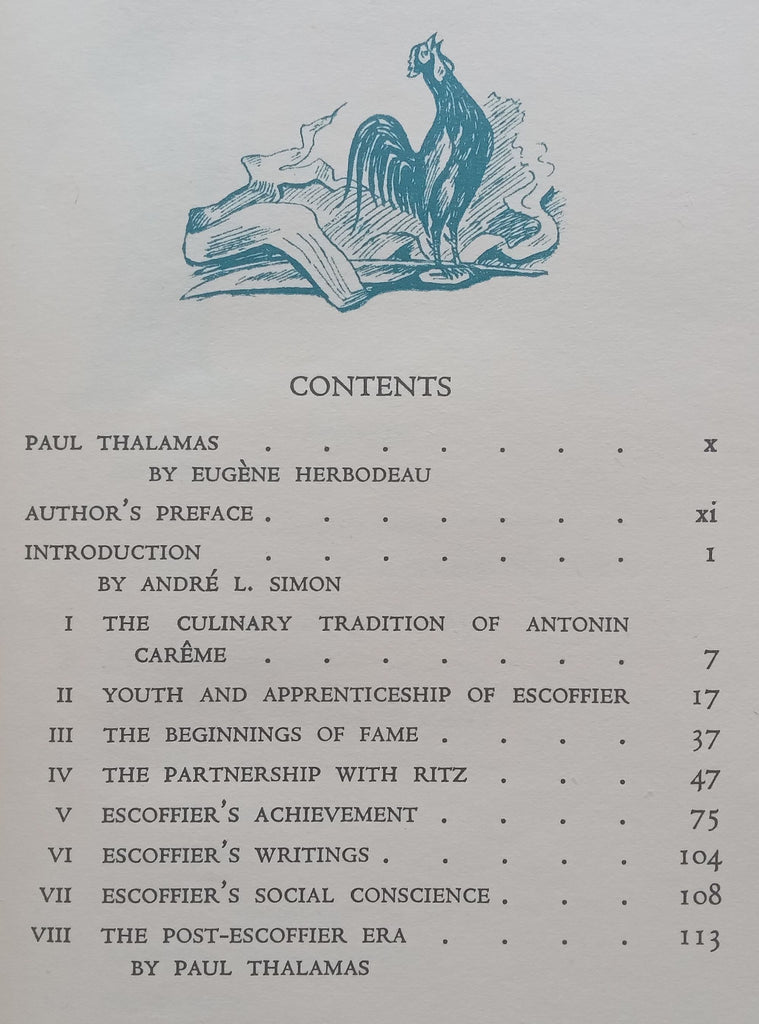 CONTENTS
PAUL THALAMAS . . . . . . . x
BY EUGÈNE HERBODEAU
AUTHOR'S PREFACE . . . . . . . xi
INTRODUCTION . . . . . . . 1
BY ANDRÉ L. SIMON
I THE CULINARY TRADITION OF ANTONIN
CARÊME . . . . . . . 7
II YOUTH AND APPRENTICESHIP OF ESCOFFIER 17
III THE BEGINNINGS OF FAME . . . . 37
IV THE PARTNERSHIP WITH RITZ . . . 47
V ESCOFFIER'S ACHIEVEMENT . . . . 75
VI ESCOFFIER'S WRITINGS . . . . . 104
VII ESCOFFIER'S SOCIAL CONSCIENCE . . . 108
VIII THE POST-ESCOFFIER ERA . . . . 113
BY PAUL THALAMAS